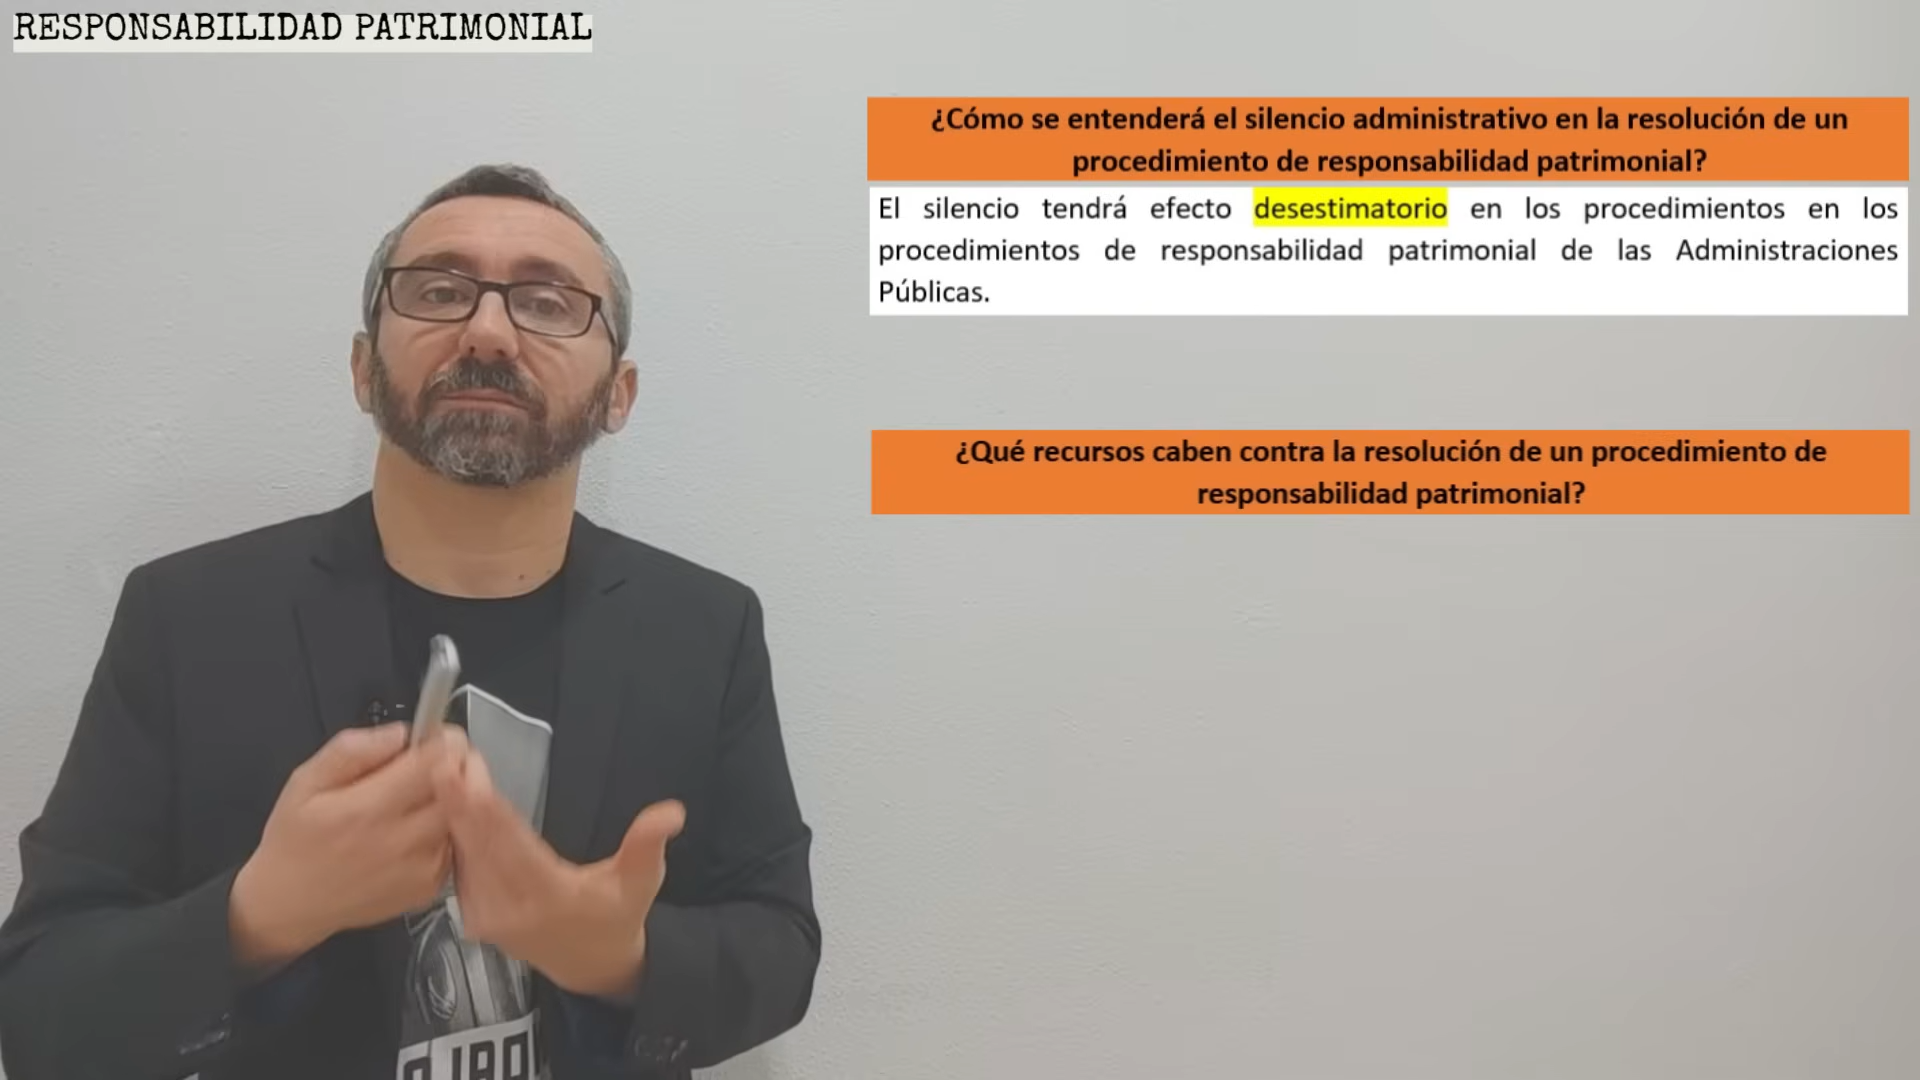 RESPONSABILIDAD PATRIMONIAL
¿Cómo se entenderá el silencio administrativo en la resolución de un
procedimiento de responsabilidad patrimonial?
El silencio tendrá efecto desestimatorio en los procedimientos en los
procedimientos de responsabilidad patrimonial de las Administraciones
Públicas.
¿Qué recursos caben contra la resolución de un procedimiento de
responsabilidad patrimonial?